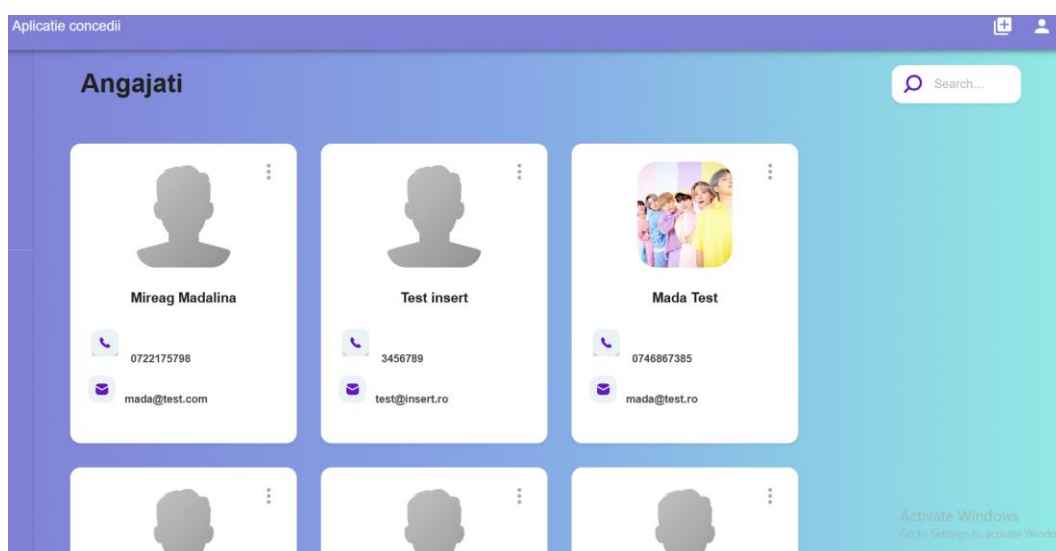 Aplicatie concedii
Angajati
Search...
Mireag Madalina
Test insert
Mada Test
0722175798
3456789
0746867385
mada@test.com
test@insert.ro
mada@test.ro
Activate Windows
Go to Settings to activate Windo